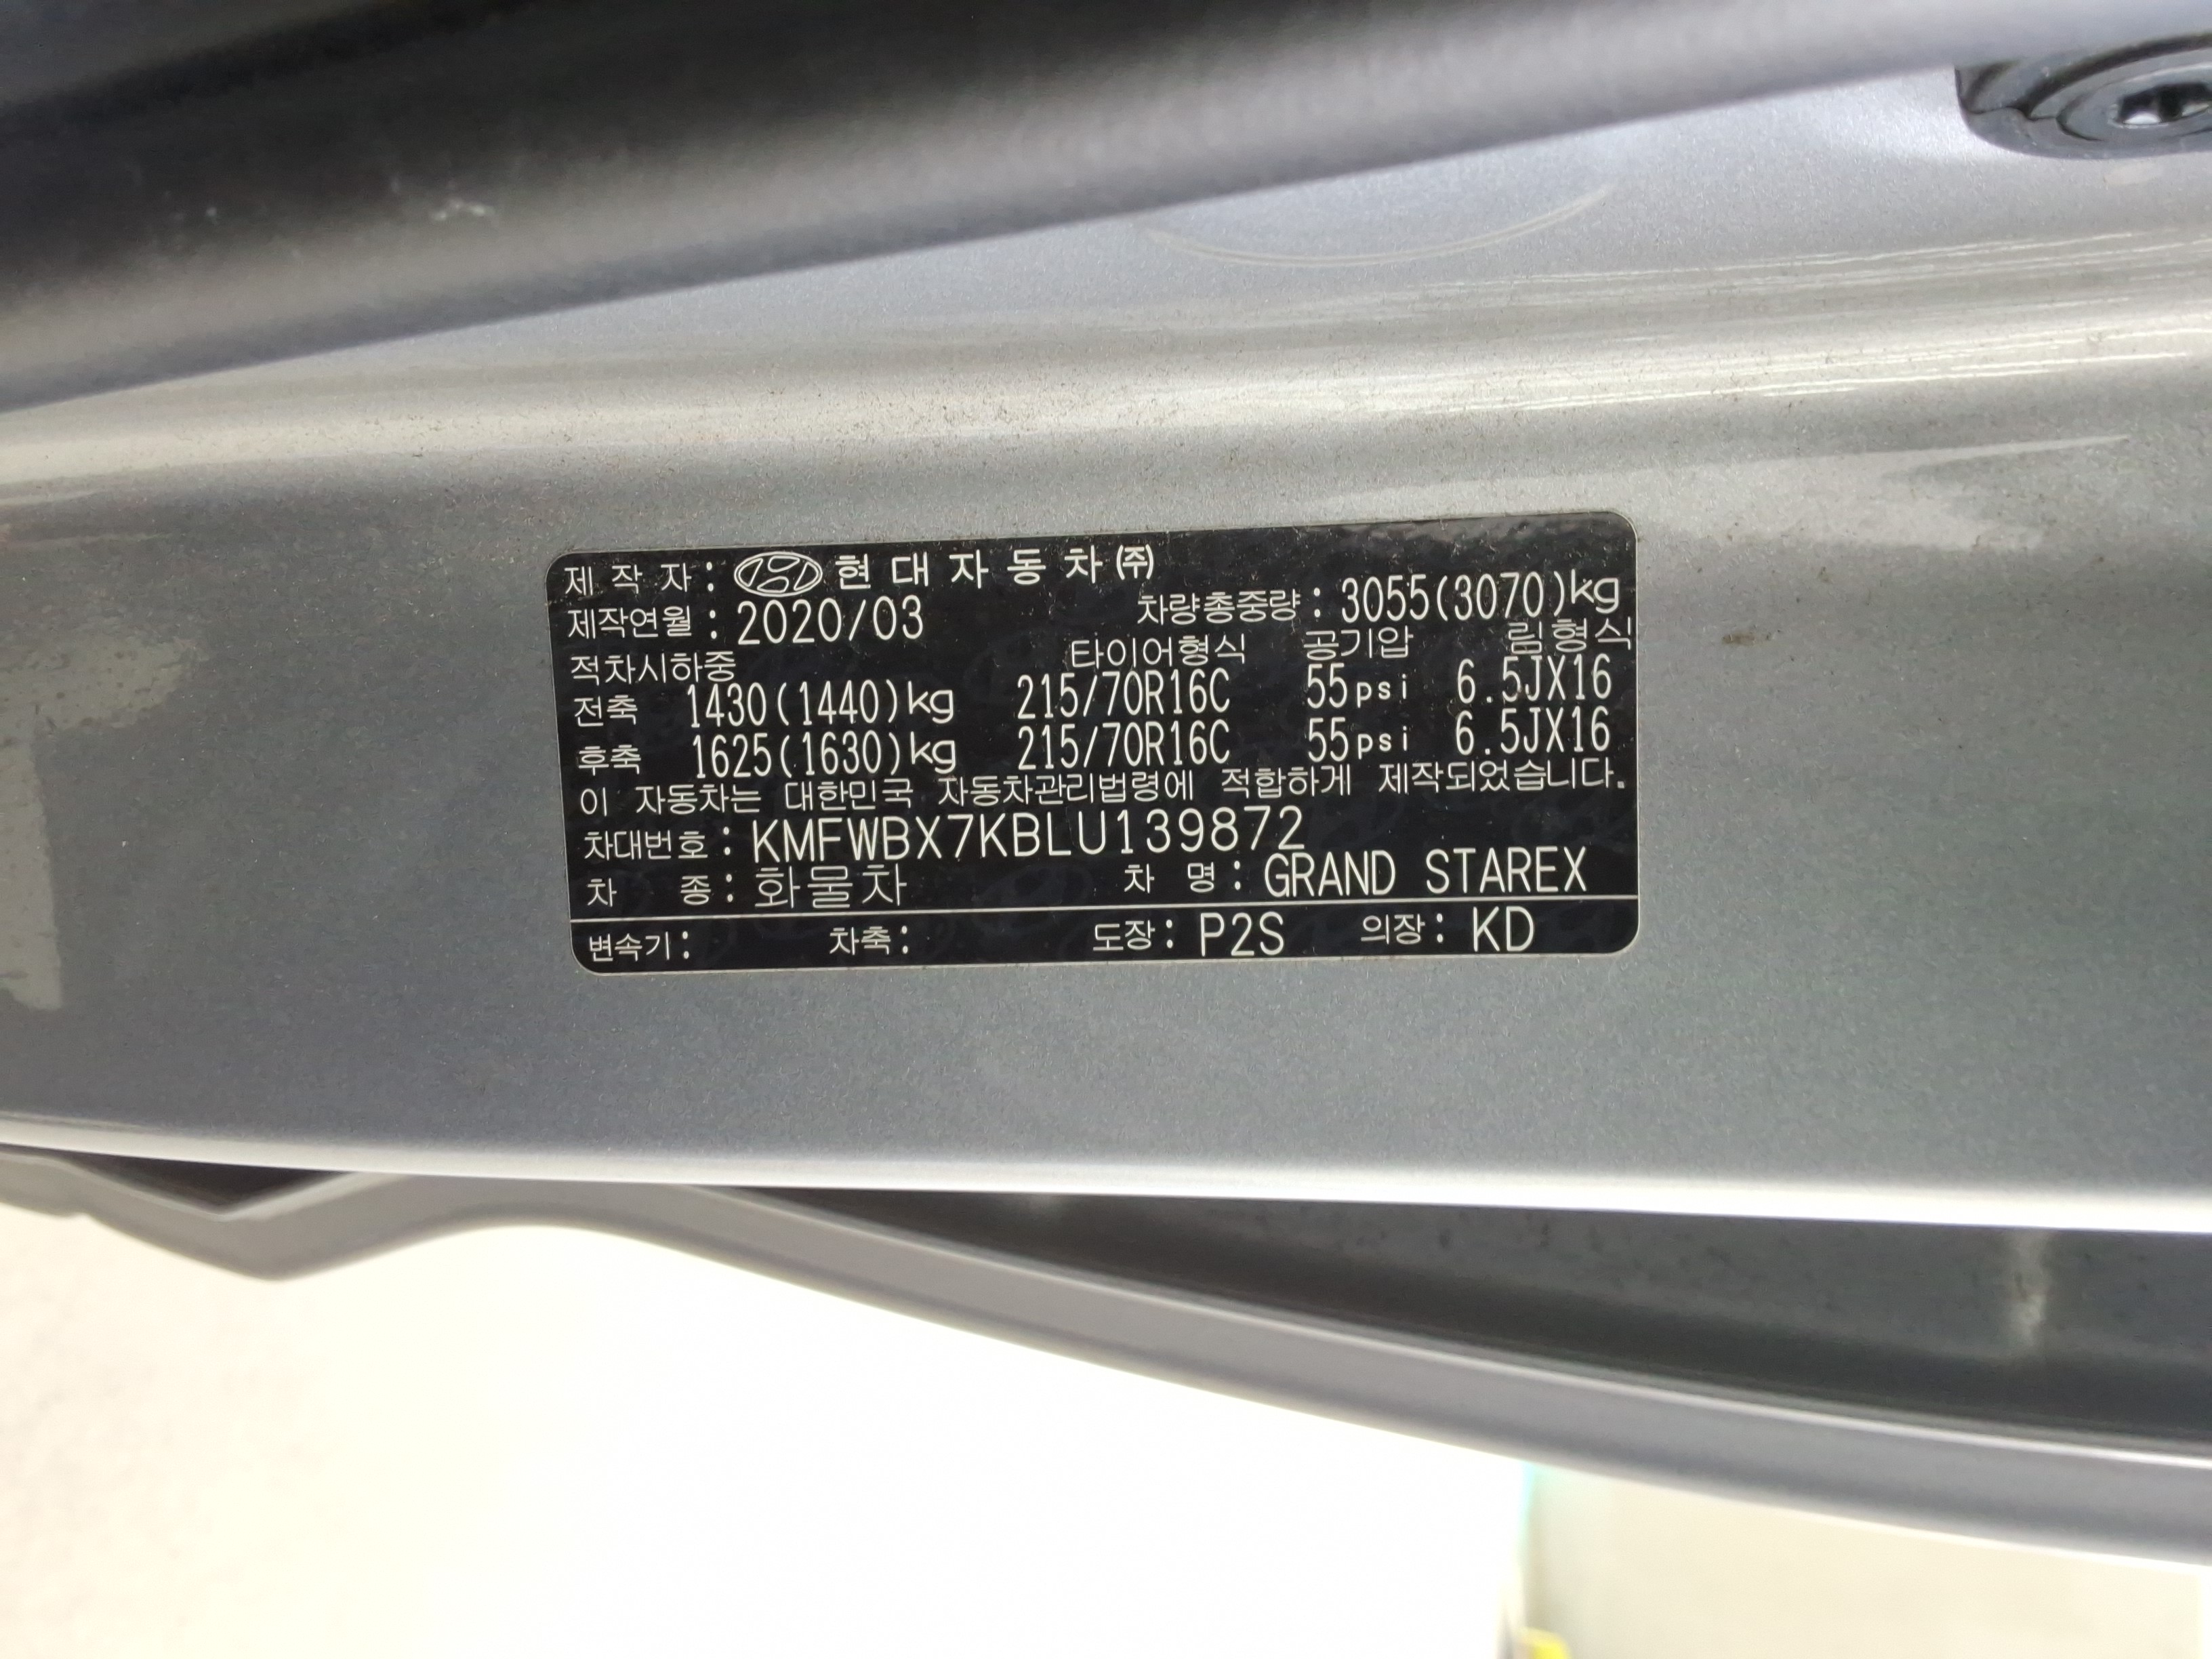 제 작 자 : 현대자동차㈜
제작연월 : 2020/03 차량총중량 : 3055(3070)kg
적차시하중 타이어형식 공기압 림형식
전축 1430(1440)kg 215/70R16C 55psi 6.5JX16
후축 1625(1630)kg 215/70R16C 55psi 6.5JX16
이 자동차는 대한민국 자동차관리법령에 적합하게 제작되었습니다.
차대번호 : KMFWBX7KBLU139872
차 종 : 화물차 차 명 : GRAND STAREX
변속기 : 차축 : 도장 : P2S 의장 : KD